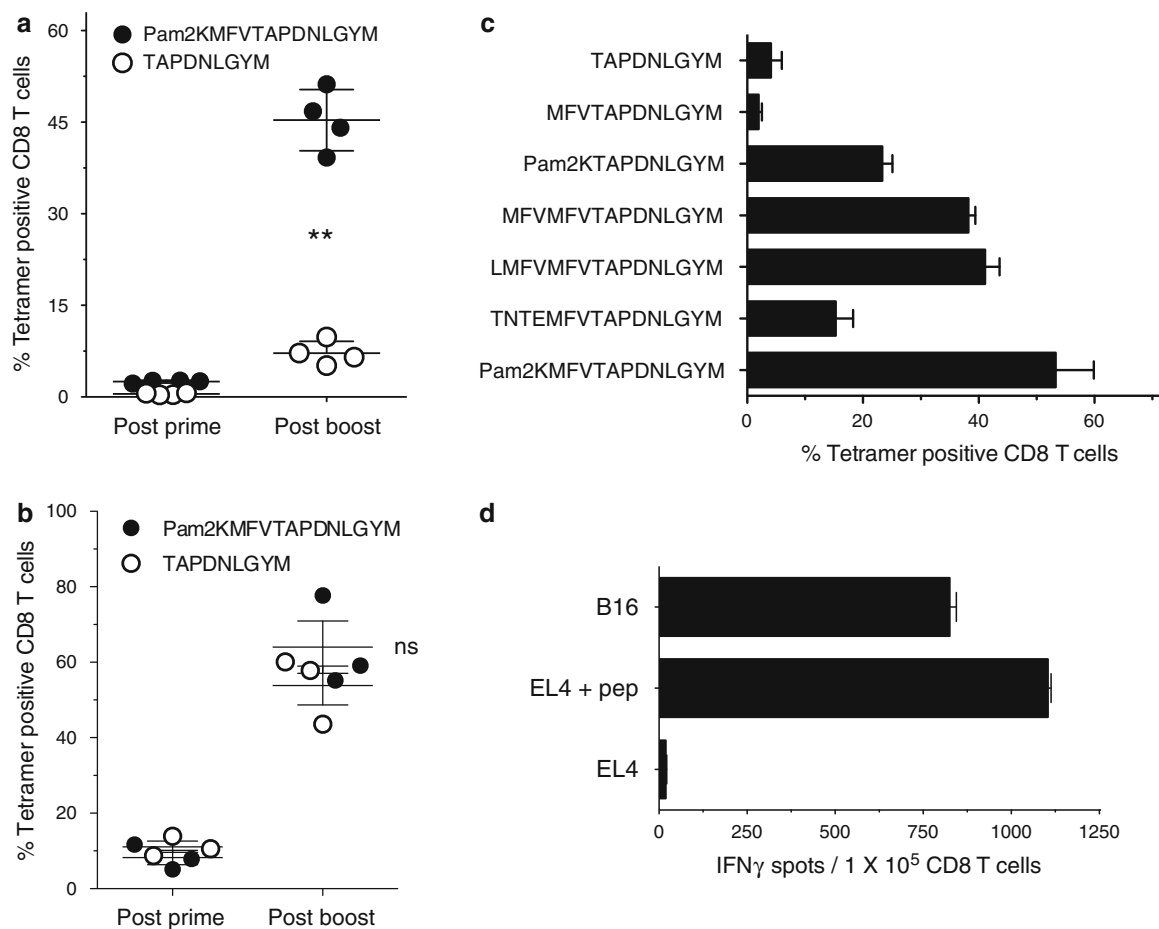 a
60
45
30
15
0
% Tetramer positive CD8 T cells
Pam2KMFVTAPDNLGYM
TAPDNLGYM
**
Post prime
Post boost
b
100
80
60
40
20
0
% Tetramer positive CD8 T cells
Pam2KMFVTAPDNLGYM
TAPDNLGYM
ns
Post prime
Post boost
c
TAPDNLGYM
MFVTAPDNLGYM
Pam2KTAPDNLGYM
MFVMFVTAPDNLGYM
LMFVMFVTAPDNLGYM
TNTEMFVTAPDNLGYM
Pam2KMFVTAPDNLGYM
0 20 40 60
% Tetramer positive CD8 T cells
d
B16
EL4 + pep
EL4
0 250 500 750 1000 1250
IFNγ spots / 1 X 10⁵ CD8 T cells